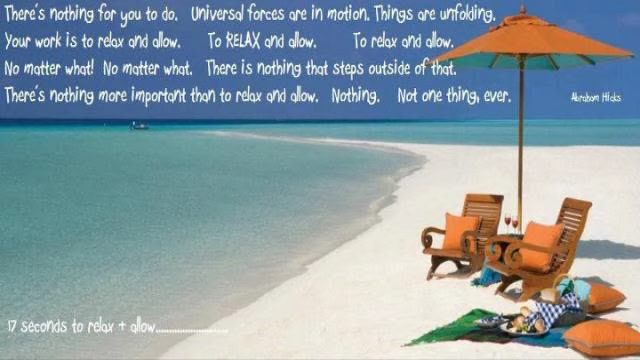 There's nothing for you to do. Universal forces are in motion. Things are unfolding.
Your work is to relax and allow. To RELAX and allow. To relax and allow.
No matter what! No matter what. There is nothing that steps outside of that.
There's nothing more important than to relax and allow. Nothing. Not one thing, ever.
Abraham Hicks
17 seconds to relax + allow........................